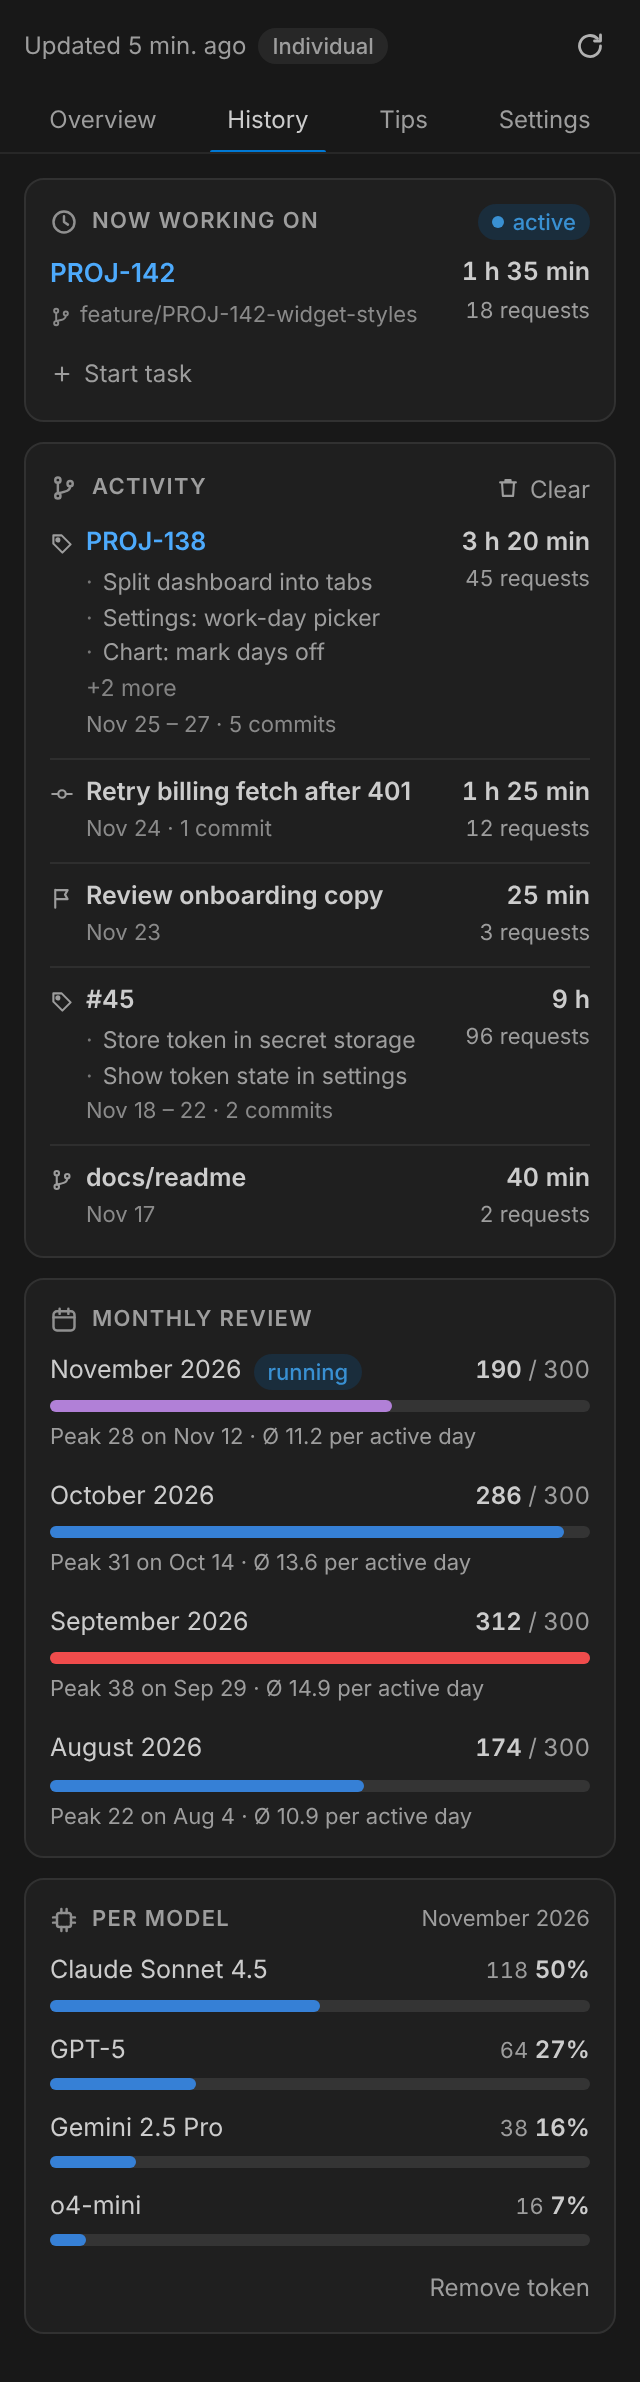 Updated 5 min. ago Individual
Overview History Tips Settings
NOW WORKING ON active
PROJ-142 1 h 35 min
feature/PROJ-142-widget-styles 18 requests
+ Start task
ACTIVITY Clear
PROJ-138 3 h 20 min
· Split dashboard into tabs 45 requests
· Settings: work-day picker
· Chart: mark days off
+2 more
Nov 25 – 27 · 5 commits
Retry billing fetch after 401 1 h 25 min
Nov 24 · 1 commit 12 requests
Review onboarding copy 25 min
Nov 23 3 requests
#45 9 h
· Store token in secret storage 96 requests
· Show token state in settings
Nov 18 – 22 · 2 commits
docs/readme 40 min
Nov 17 2 requests
MONTHLY REVIEW
November 2026 running 190 / 300
Peak 28 on Nov 12 · Ø 11.2 per active day
October 2026 286 / 300
Peak 31 on Oct 14 · Ø 13.6 per active day
September 2026 312 / 300
Peak 38 on Sep 29 · Ø 14.9 per active day
August 2026 174 / 300
Peak 22 on Aug 4 · Ø 10.9 per active day
PER MODEL November 2026
Claude Sonnet 4.5 118 50%
GPT-5 64 27%
Gemini 2.5 Pro 38 16%
o4-mini 16 7%
Remove token